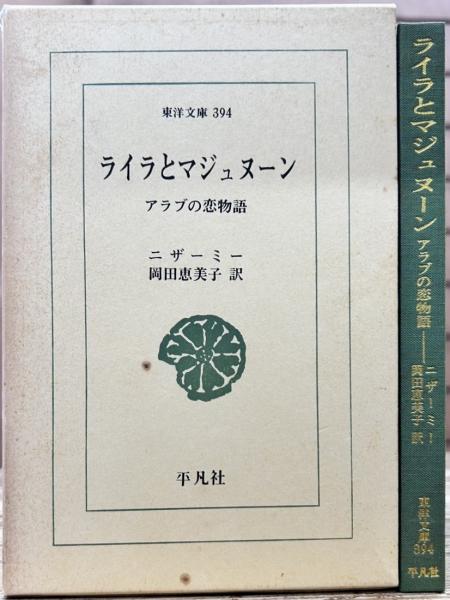 東洋文庫 394
ライラとマジュヌーン
アラブの恋物語
ニザーミー
岡田恵美子 訳
平凡社
ライラとマジュヌーン アラブの恋物語――ニザーミー
岡田恵美子 訳
東洋文庫
394
平凡社